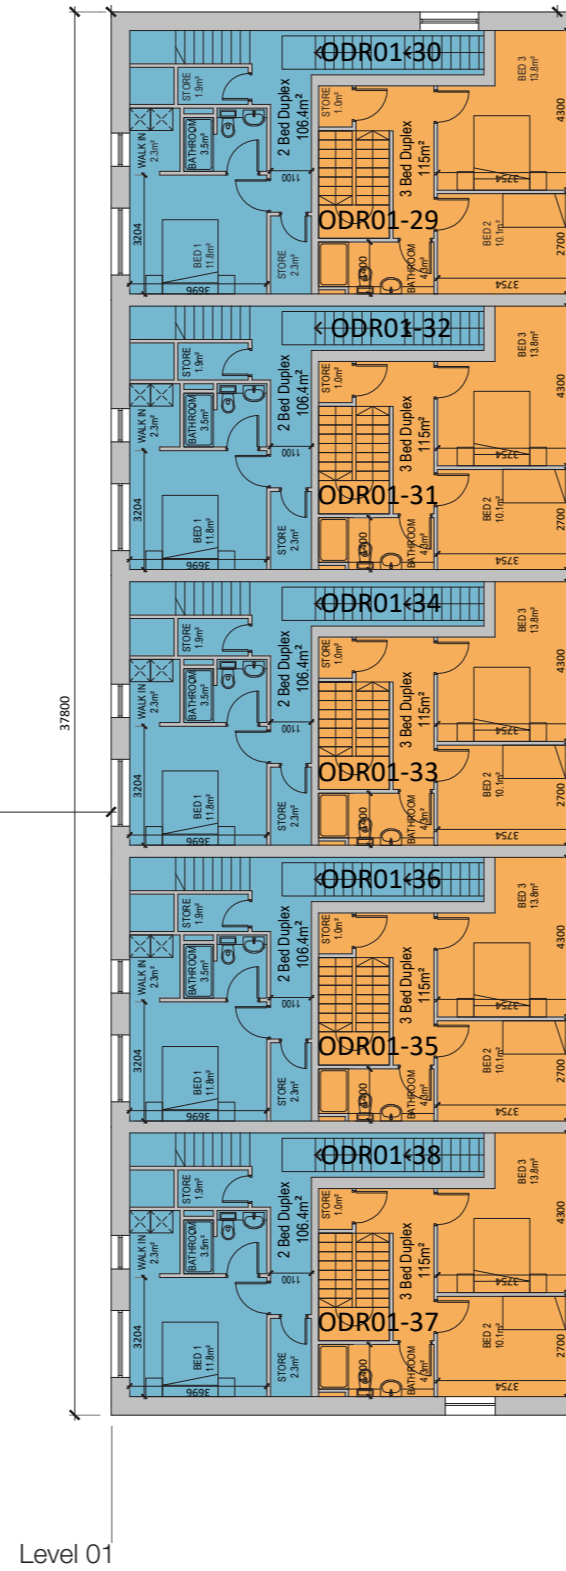 37800
ODR01-30
STORE
1.9m²
WALK IN
2.3m²
BATHROOM
3.5m²
2 Bed Duplex
106.4m²
1100
STORE
1.0m²
3 Bed Duplex
115m²
BED 3
13.8m²
4300
3754
ODR01-29
3204
BED 1
11.8m²
3696
STORE
2.3m²
BATHROOM
BED 2
10.1m²
2700
3754
ODR01-32
STORE
1.9m²
WALK IN
2.3m²
BATHROOM
3.5m²
2 Bed Duplex
106.4m²
1100
STORE
1.0m²
3 Bed Duplex
115m²
BED 3
13.8m²
4300
3754
ODR01-31
3204
BED 1
11.8m²
3696
STORE
2.3m²
BATHROOM
BED 2
10.1m²
2700
3754
ODR01-34
STORE
1.9m²
WALK IN
2.3m²
BATHROOM
3.5m²
2 Bed Duplex
106.4m²
1100
STORE
1.0m²
3 Bed Duplex
115m²
BED 3
13.8m²
4300
3754
ODR01-33
3204
BED 1
11.8m²
3696
STORE
2.3m²
BATHROOM
BED 2
10.1m²
2700
3754
ODR01-36
STORE
1.9m²
WALK IN
2.3m²
BATHROOM
3.5m²
2 Bed Duplex
106.4m²
1100
STORE
1.0m²
3 Bed Duplex
115m²
BED 3
13.8m²
4300
3754
ODR01-35
3204
BED 1
11.8m²
3696
STORE
2.3m²
BATHROOM
BED 2
10.1m²
2700
3754
ODR01-38
STORE
1.9m²
WALK IN
2.3m²
BATHROOM
3.5m²
2 Bed Duplex
106.4m²
1100
STORE
1.0m²
3 Bed Duplex
115m²
BED 3
13.8m²
4300
3754
ODR01-37
3204
BED 1
11.8m²
3696
STORE
2.3m²
BATHROOM
BED 2
10.1m²
2700
3754
Level 01